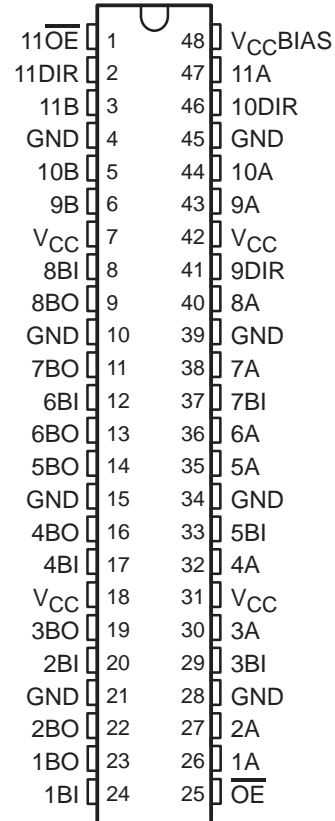 11O̅E̅ 1 48 VCCBIAS
11DIR 2 47 11A
11B 3 46 10DIR
GND 4 45 GND
10B 5 44 10A
9B 6 43 9A
VCC 7 42 VCC
8BI 8 41 9DIR
8BO 9 40 8A
GND 10 39 GND
7BO 11 38 7A
6BI 12 37 7BI
6BO 13 36 6A
5BO 14 35 5A
GND 15 34 GND
4BO 16 33 5BI
4BI 17 32 4A
VCC 18 31 VCC
3BO 19 30 3A
2BI 20 29 3BI
GND 21 28 GND
2BO 22 27 2A
1BO 23 26 1A
1BI 24 25 O̅E̅